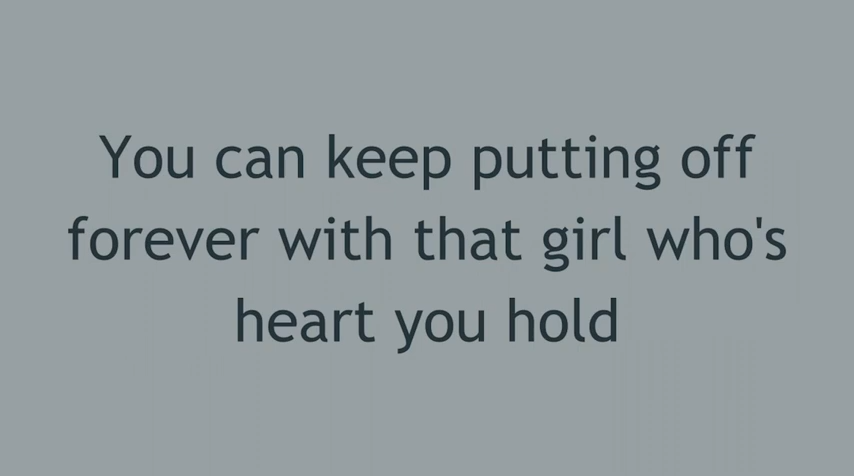 You can keep putting off
forever with that girl who's
heart you hold